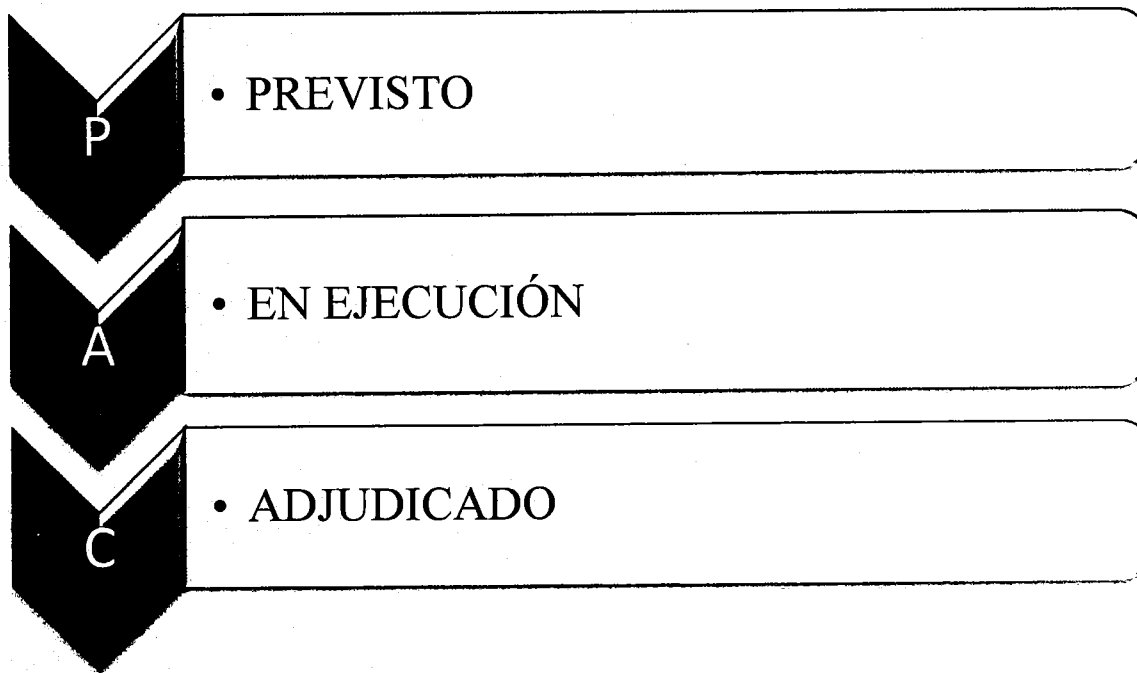 P
• PREVISTO
A
• EN EJECUCIÓN
C
• ADJUDICADO